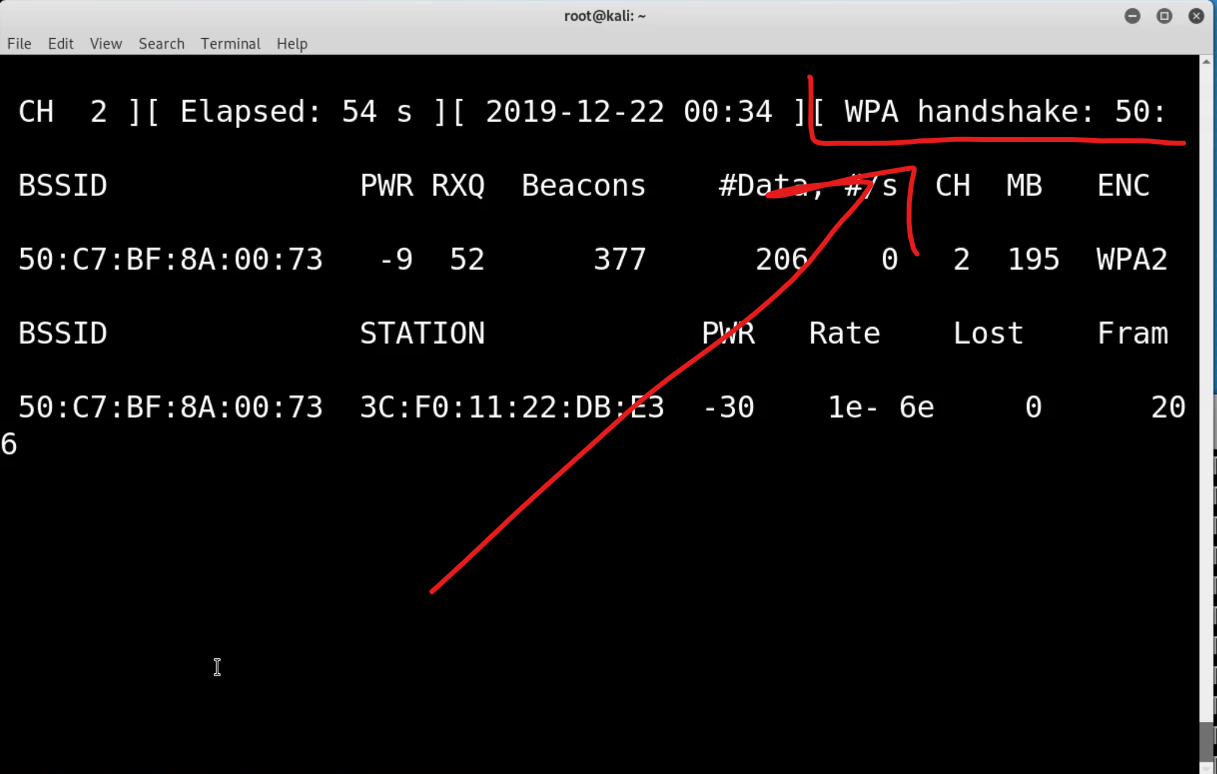 root@kali: ~
File Edit View Search Terminal Help
CH 2 ][ Elapsed: 54 s ][ 2019-12-22 00:34 ][ WPA handshake: 50:
BSSID PWR RXQ Beacons #Data, #/s CH MB ENC
50:C7:BF:8A:00:73 -9 52 377 206 0 2 195 WPA2
BSSID STATION PWR Rate Lost Fram
50:C7:BF:8A:00:73 3C:F0:11:22:DB:E3 -30 1e- 6e 0 20
6